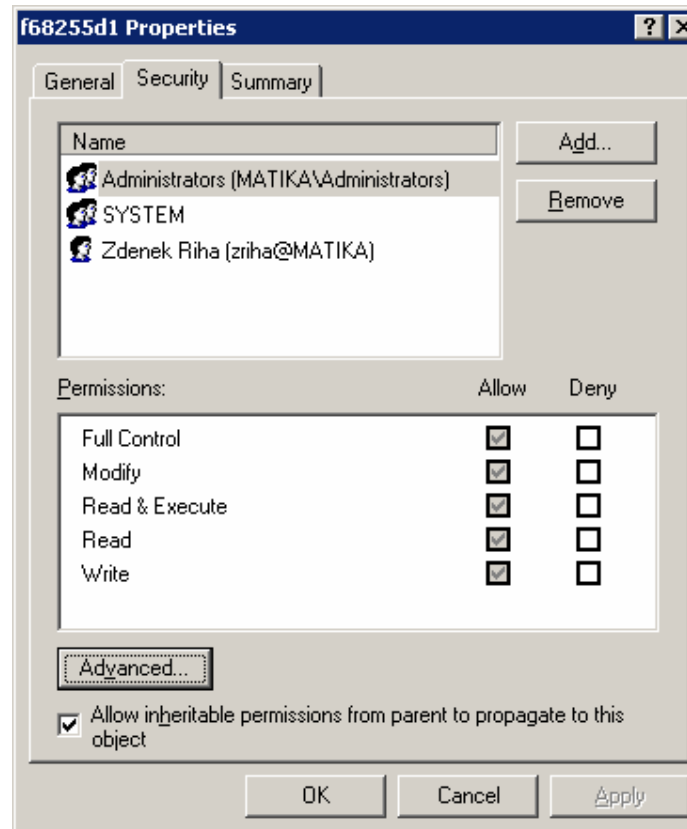 f68255d1 Properties
General Security Summary
Name
Add...
Administrators (MATIKA\Administrators)
Remove
SYSTEM
Zdenek Riha (zriha@MATIKA)
Permissions: Allow Deny
Full Control
Modify
Read & Execute
Read
Write
Advanced...
Allow inheritable permissions from parent to propagate to this
object
OK Cancel Apply